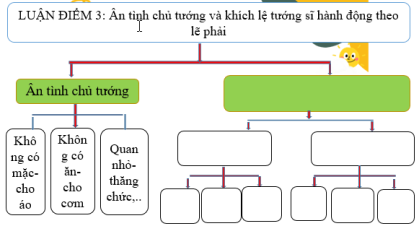 LUẬN ĐIỂM 3: Ân tình chủ tướng và khích lệ tướng sĩ hành động theo
lẽ phải
Ân tình chủ tướng
Khô
ng có
mặc-
cho
áo
Khôn
g có
ăn-
cho
cơm
Quan
nhỏ-
thăng
chức,..